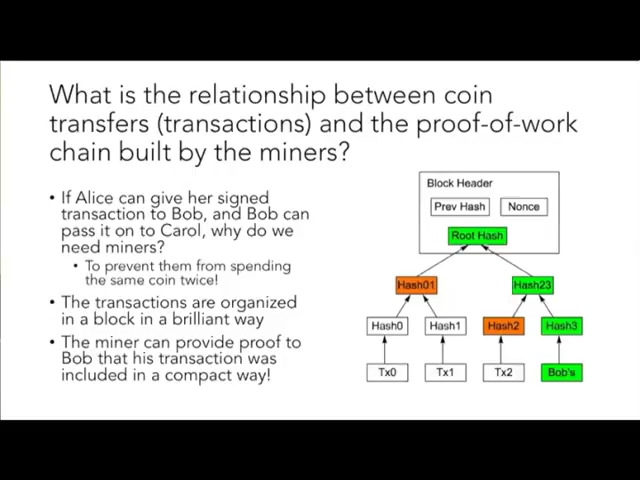 What is the relationship between coin
transfers (transactions) and the proof-of-work
chain built by the miners?
• If Alice can give her signed
transaction to Bob, and Bob can
pass it on to Carol, why do we
need miners?
• To prevent them from spending
the same coin twice!
• The transactions are organized
in a block in a brilliant way
• The miner can provide proof to
Bob that his transaction was
included in a compact way!
Block Header
Prev Hash Nonce
Root Hash
Hash01 Hash23
Hash0 Hash1 Hash2 Hash3
Tx0 Tx1 Tx2 Bob's